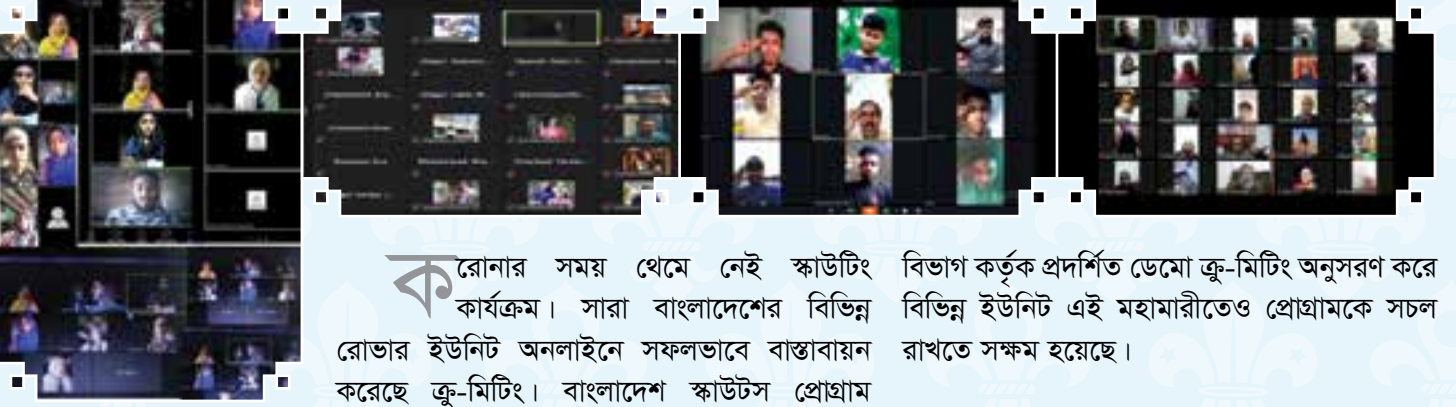 করোনার সময় থেমে নেই স্কাউটিং
কার্যক্রম। সারা বাংলাদেশের বিভিন্ন
রোভার ইউনিট অনলাইনে সফলভাবে বাস্তাবায়ন
করেছে ক্রু-মিটিং। বাংলাদেশ স্কাউটস প্রোগ্রাম
বিভাগ কর্তৃক প্রদর্শিত ডেমো ক্রু-মিটিং অনুসরণ করে
বিভিন্ন ইউনিট এই মহামারীতেও প্রোগ্রামকে সচল
রাখতে সক্ষম হয়েছে।